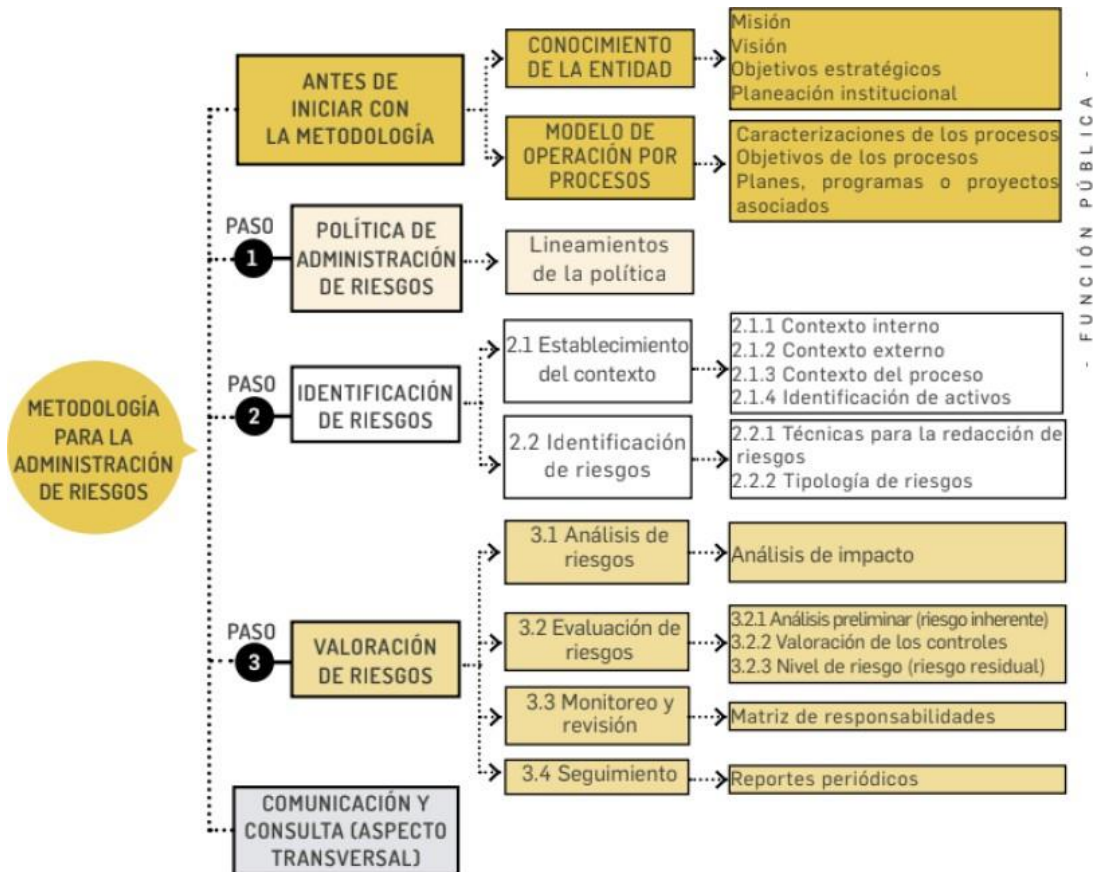 METODOLOGÍA
PARA LA
ADMINISTRACIÓN
DE RIESGOS
ANTES DE
INICIAR CON
LA METODOLOGÍA
CONOCIMIENTO
DE LA ENTIDAD
Misión
Visión
Objetivos estratégicos
Planeación institucional
MODELO DE
OPERACIÓN POR
PROCESOS
Caracterizaciones de los procesos
Objetivos de los procesos
Planes, programas o proyectos
asociados
PASO
1
POLÍTICA DE
ADMINISTRACIÓN
DE RIESGOS
Lineamientos
de la política
PASO
2
IDENTIFICACIÓN
DE RIESGOS
2.1 Establecimiento
del contexto
2.1.1 Contexto interno
2.1.2 Contexto externo
2.1.3 Contexto del proceso
2.1.4 Identificación de activos
2.2 Identificación
de riesgos
2.2.1 Técnicas para la redacción de
riesgos
2.2.2 Tipología de riesgos
PASO
3
VALORACIÓN
DE RIESGOS
3.1 Análisis de
riesgos
Análisis de impacto
3.2 Evaluación de
riesgos
3.2.1 Análisis preliminar (riesgo inherente)
3.2.2 Valoración de los controles
3.2.3 Nivel de riesgo (riesgo residual)
3.3 Monitoreo y
revisión
Matriz de responsabilidades
3.4 Seguimiento
Reportes periódicos
COMUNICACIÓN Y
CONSULTA (ASPECTO
TRANSVERSAL)
- FUNCIÓN PÚBLICA -